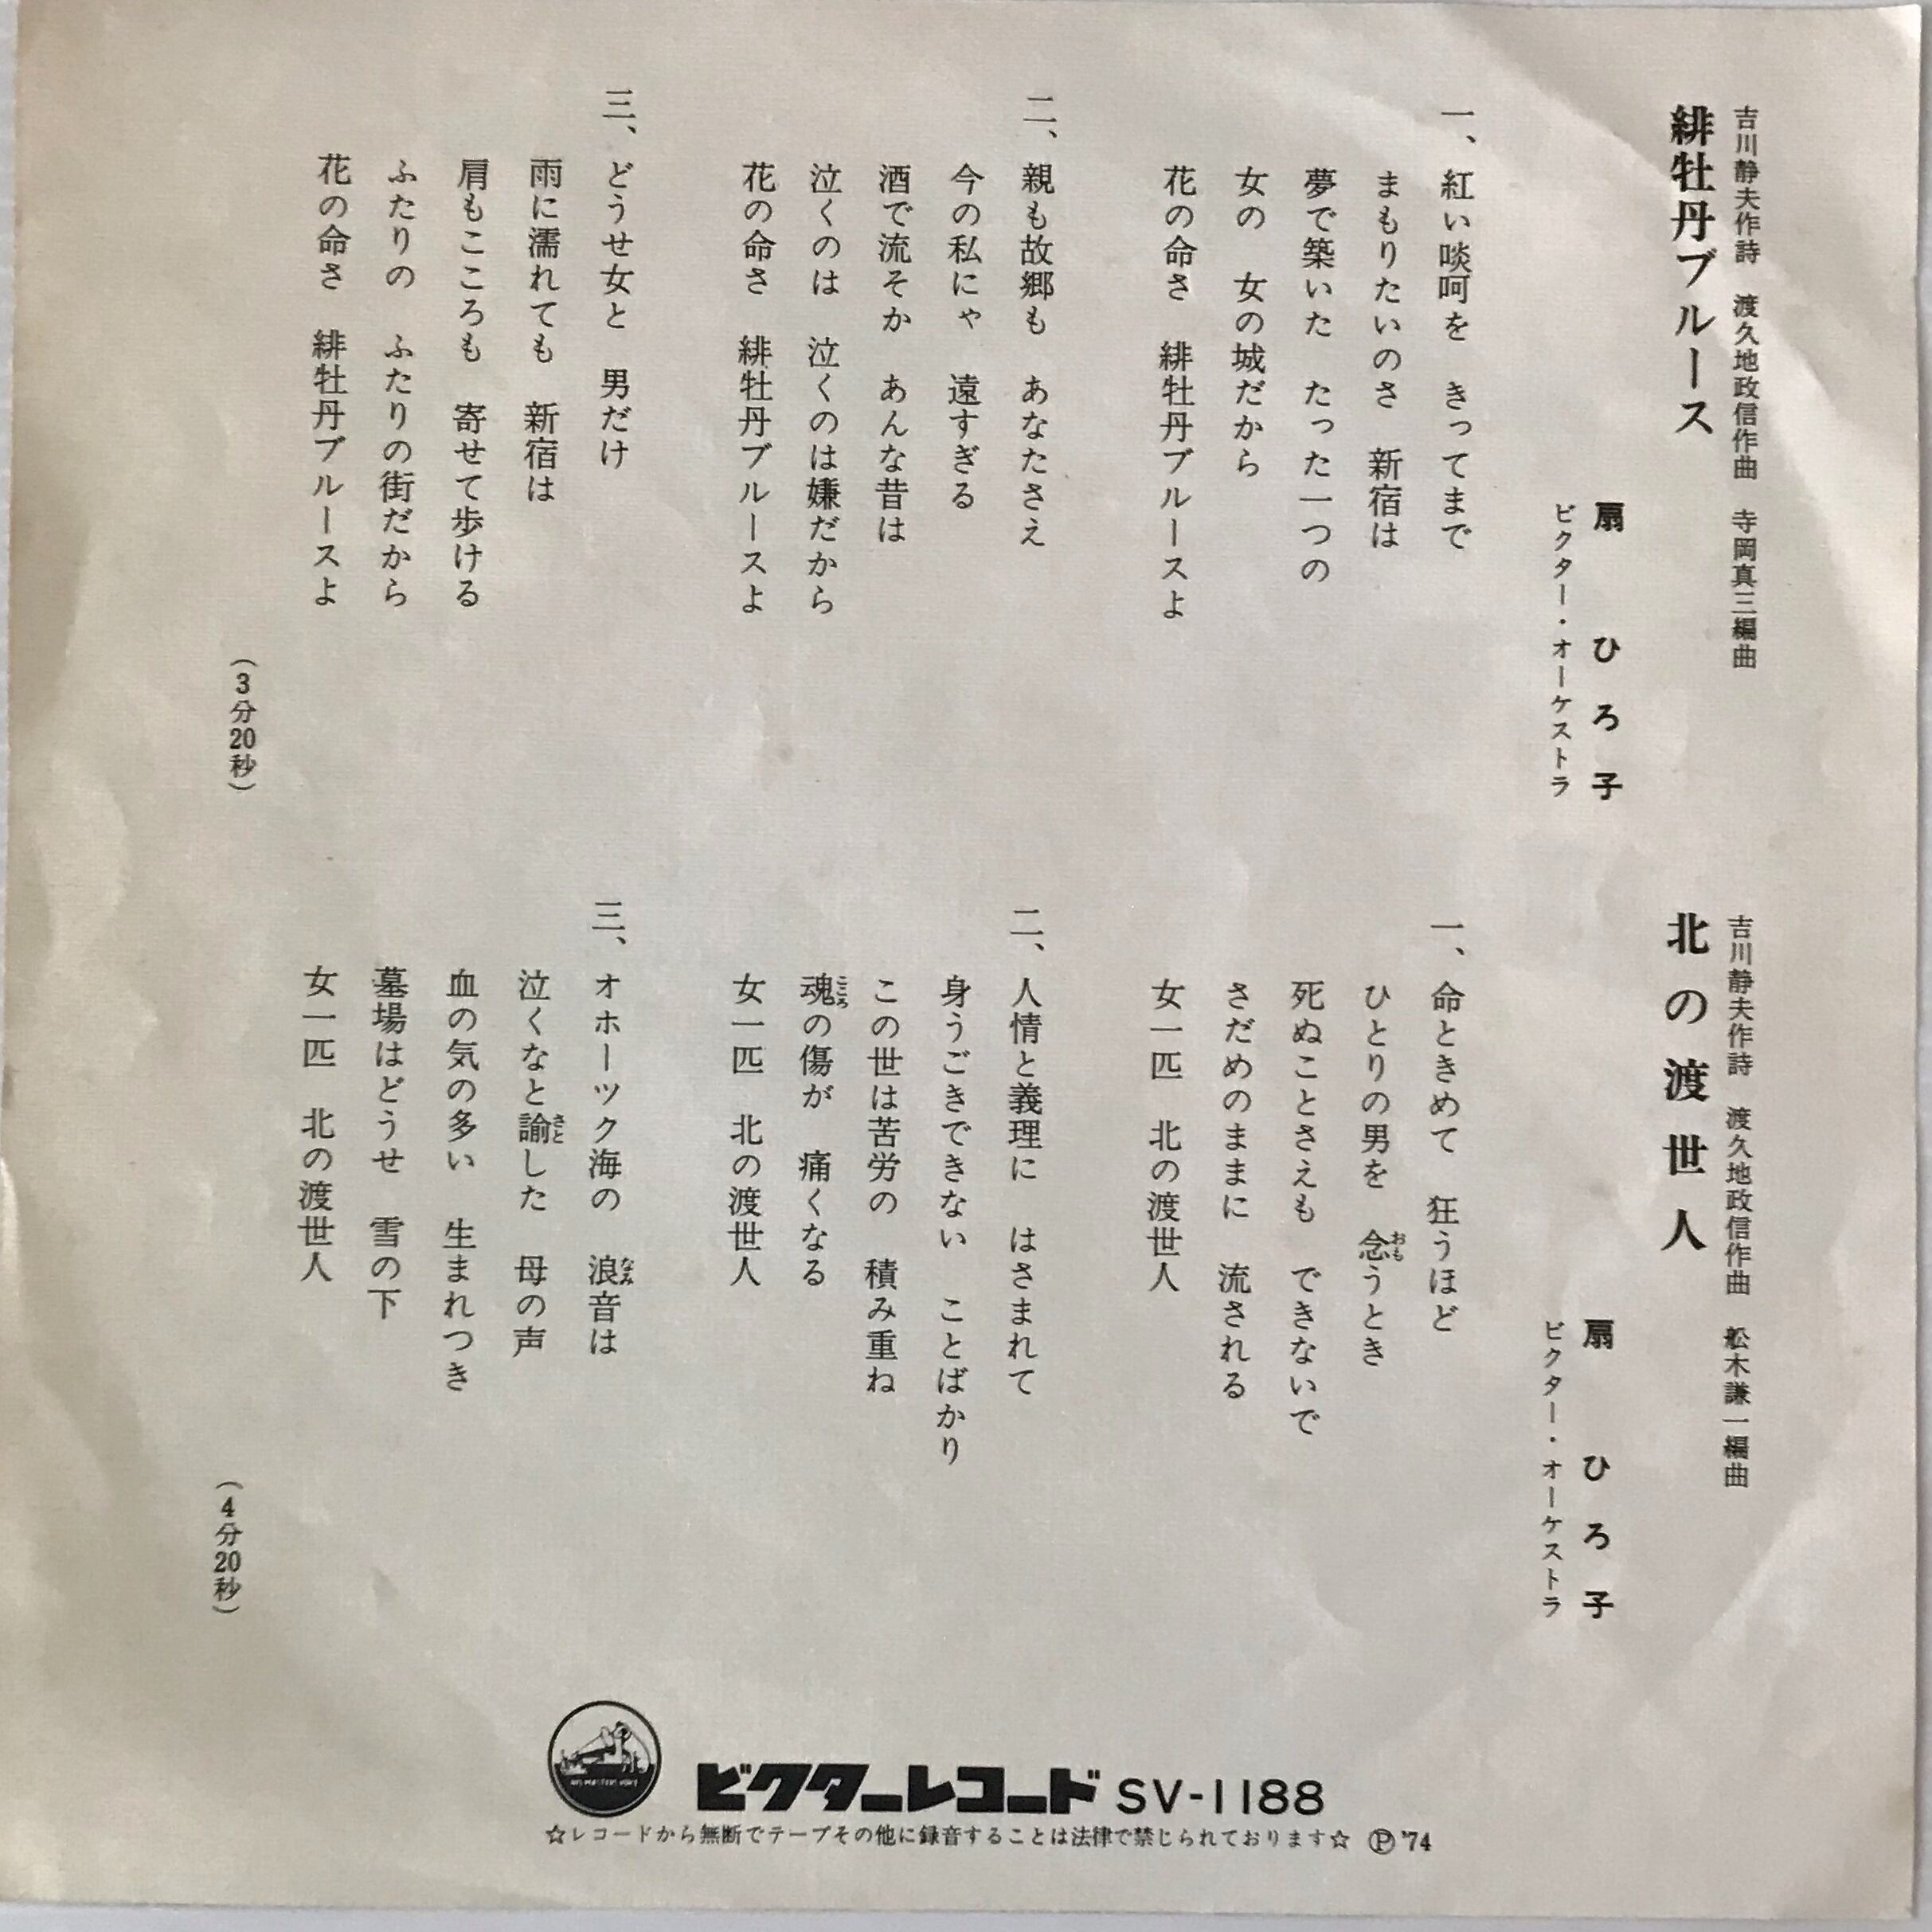 吉川静夫作詩　渡久地政信作曲　寺岡真三編曲
緋牡丹ブルース
扇　ひろ子
ビクター・オーケストラ
一、紅い啖呵を　きってまで
まもりたいのさ　新宿は
夢で築いた　たった一つの
女の　女の城だから
花の命さ　緋牡丹ブルースよ
二、親も故郷も　あなたさえ
今の私にゃ　遠すぎる
酒で流そか　あんな昔は
泣くのは　泣くのは嫌だから
花の命さ　緋牡丹ブルースよ
三、どうせ女と　男だけ
雨に濡れても　新宿は
肩もこころも　寄せて歩ける
ふたりの　ふたりの街だから
花の命さ　緋牡丹ブルースよ
（3分20秒）
吉川静夫作詩　渡久地政信作曲　舩木謙一編曲
北の渡世人
扇　ひろ子
ビクター・オーケストラ
一、命ときめて　狂うほど
ひとりの男を　念おもうとき
死ぬことさえも　できないで
さだめのままに　流される
女一匹　北の渡世人
二、人情と義理に　はさまれて
身うごきできない　ことばかり
この世は苦労の　積み重ね
魂こころの傷が　痛くなる
女一匹　北の渡世人
三、オホーツク海の　浪なみ音は
泣くなと諭さとした　母の声
血の気の多い　生まれつき
墓場はどうせ　雪の下
女一匹　北の渡世人
（4分20秒）
HIS MASTER'S VOICE
ビクターレコード SV-1188
☆レコードから無断でテープその他に録音することは法律で禁じられております☆ Ⓟ'74